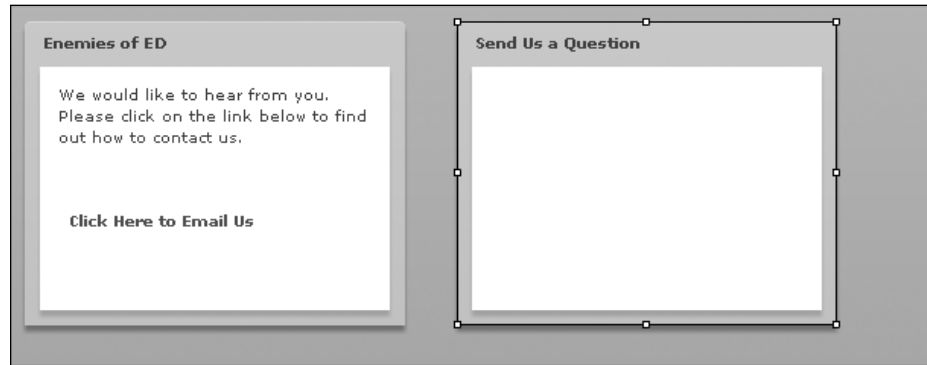 Enemies of ED
We would like to hear from you.
Please click on the link below to find
out how to contact us.
Click Here to Email Us
Send Us a Question